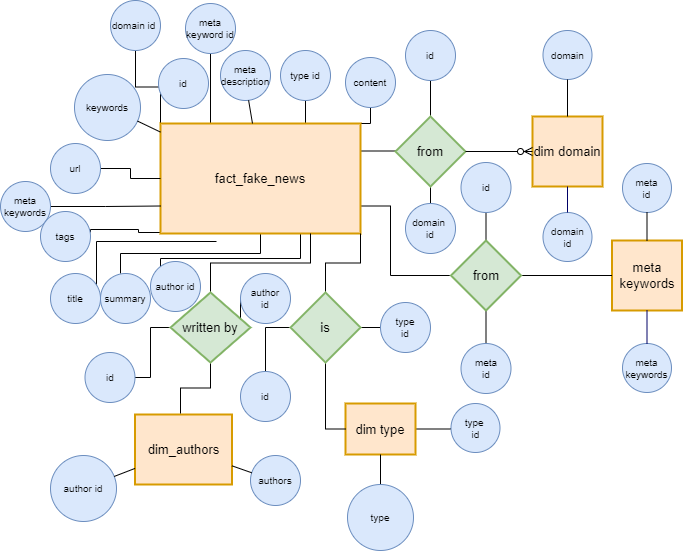 domain id
meta
keyword id
id
meta
description
type id
content
id
domain
keywords
fact_fake_news
from
dim domain
url
meta
keywords
tags
domain
id
id
domain
id
meta
id
title
summary
author id
author
id
written by
is
type
id
from
meta
keywords
id
id
meta
id
meta
keywords
dim_authors
dim type
type
id
author id
authors
type